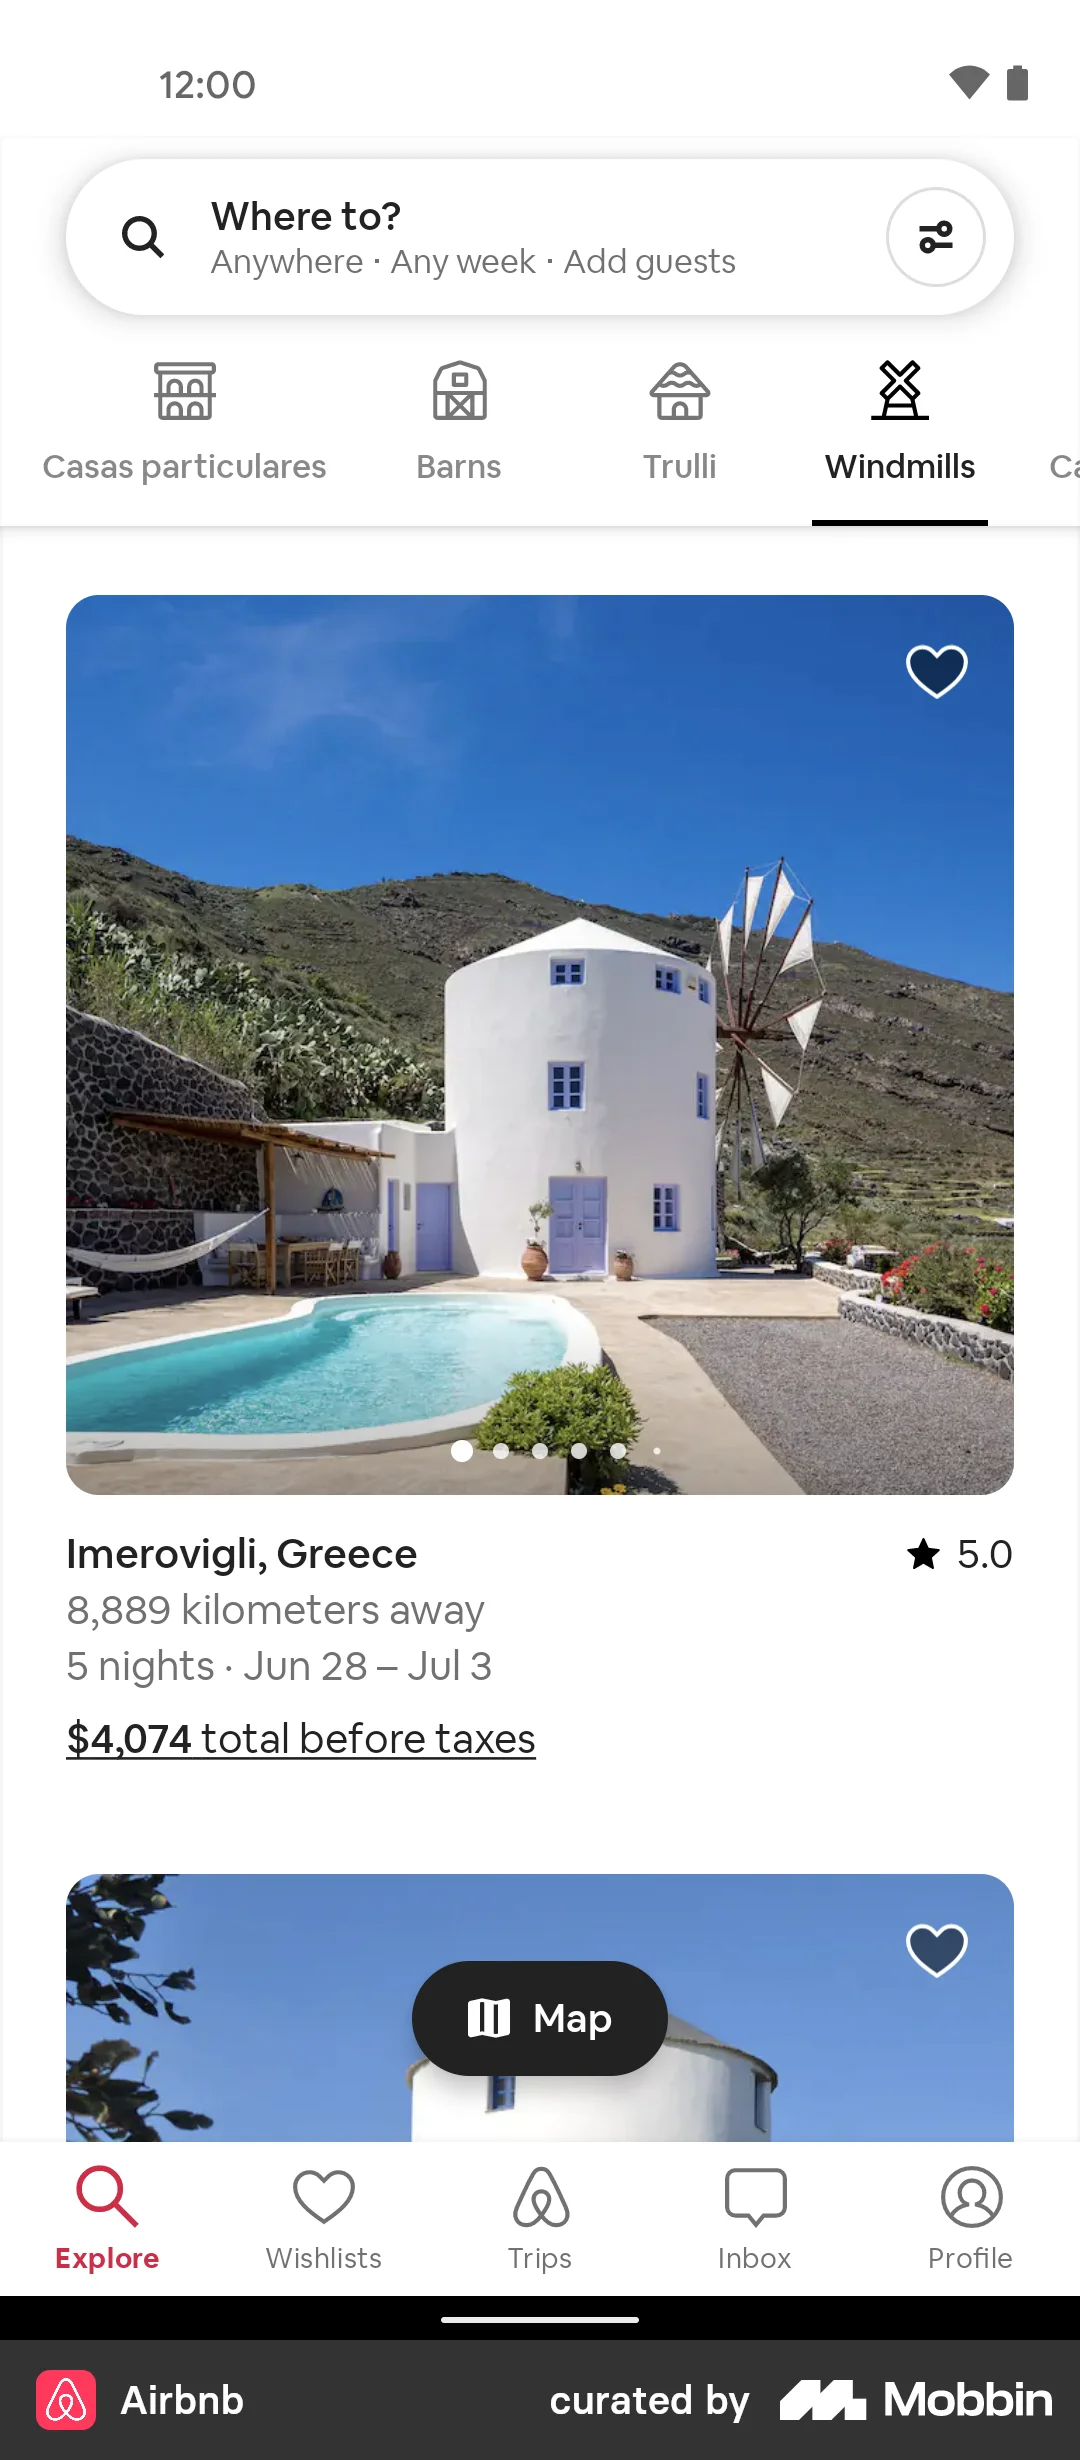 12:00
Where to?
Anywhere · Any week · Add guests
Casas particulares Barns Trulli Windmills Ca
Imerovigli, Greece 5.0
8,889 kilometers away
5 nights · Jun 28 – Jul 3
$4,074 total before taxes
Map
Explore Wishlists Trips Inbox Profile
Airbnb curated by Mobbin